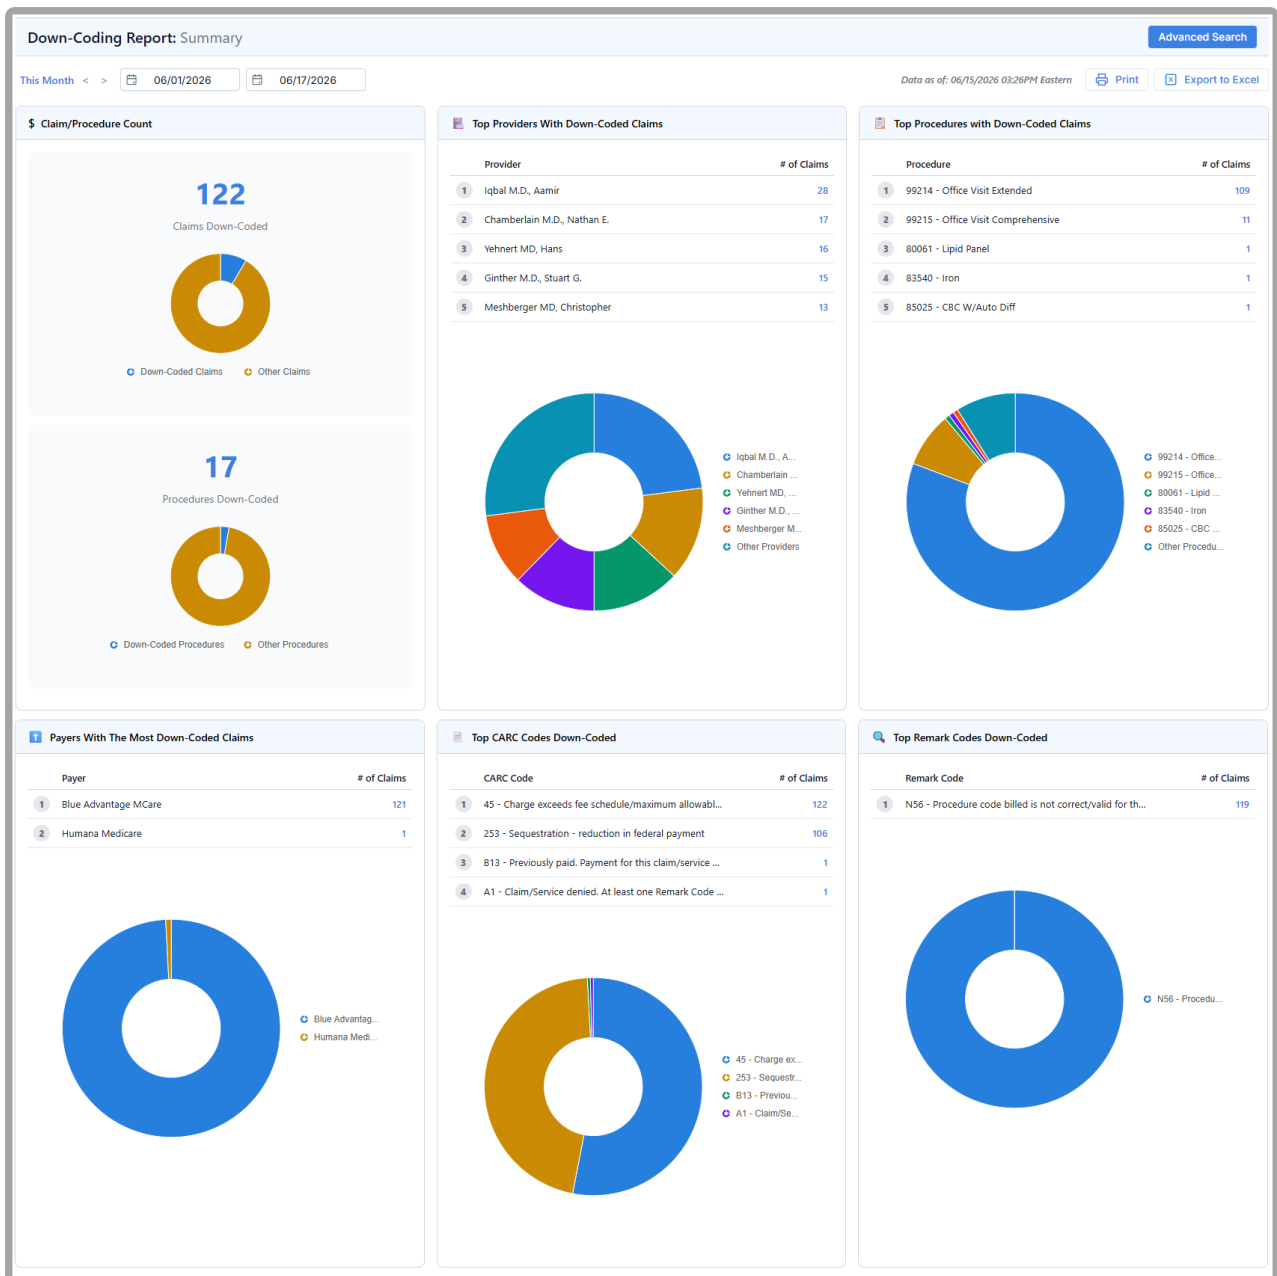 Down-Coding Report: Summary
Advanced Search
This Month < > 06/01/2026 06/17/2026
Data as of: 06/15/2026 03:26PM Eastern
Print
Export to Excel
$ Claim/Procedure Count
122
Claims Down-Coded
Down-Coded Claims Other Claims
17
Procedures Down-Coded
Down-Coded Procedures Other Procedures
Top Providers With Down-Coded Claims
Provider # of Claims
1 Iqbal M.D., Aamir 28
2 Chamberlain M.D., Nathan E. 17
3 Yehnert MD, Hans 16
4 Ginther M.D., Stuart G. 15
5 Meshberger MD, Christopher 13
Iqbal M.D., A...
Chamberlain ...
Yehnert MD, ...
Ginther M.D., ...
Meshberger M...
Other Providers
Top Procedures with Down-Coded Claims
Procedure # of Claims
1 99214 - Office Visit Extended 109
2 99215 - Office Visit Comprehensive 11
3 80061 - Lipid Panel 1
4 83540 - Iron 1
5 85025 - CBC W/Auto Diff 1
99214 - Office...
99215 - Office...
80061 - Lipid ...
83540 - Iron
85025 - CBC ...
Other Procedu...
Payers With The Most Down-Coded Claims
Payer # of Claims
1 Blue Advantage MCare 121
2 Humana Medicare 1
Blue Advantag...
Humana Medi...
Top CARC Codes Down-Coded
CARC Code # of Claims
1 45 - Charge exceeds fee schedule/maximum allowabl... 122
2 253 - Sequestration - reduction in federal payment 106
3 B13 - Previously paid. Payment for this claim/service ... 1
4 A1 - Claim/Service denied. At least one Remark Code ... 1
45 - Charge ex...
253 - Sequestr...
B13 - Previou...
A1 - Claim/Se...
Top Remark Codes Down-Coded
Remark Code # of Claims
1 N56 - Procedure code billed is not correct/valid for th... 119
N56 - Procedu...